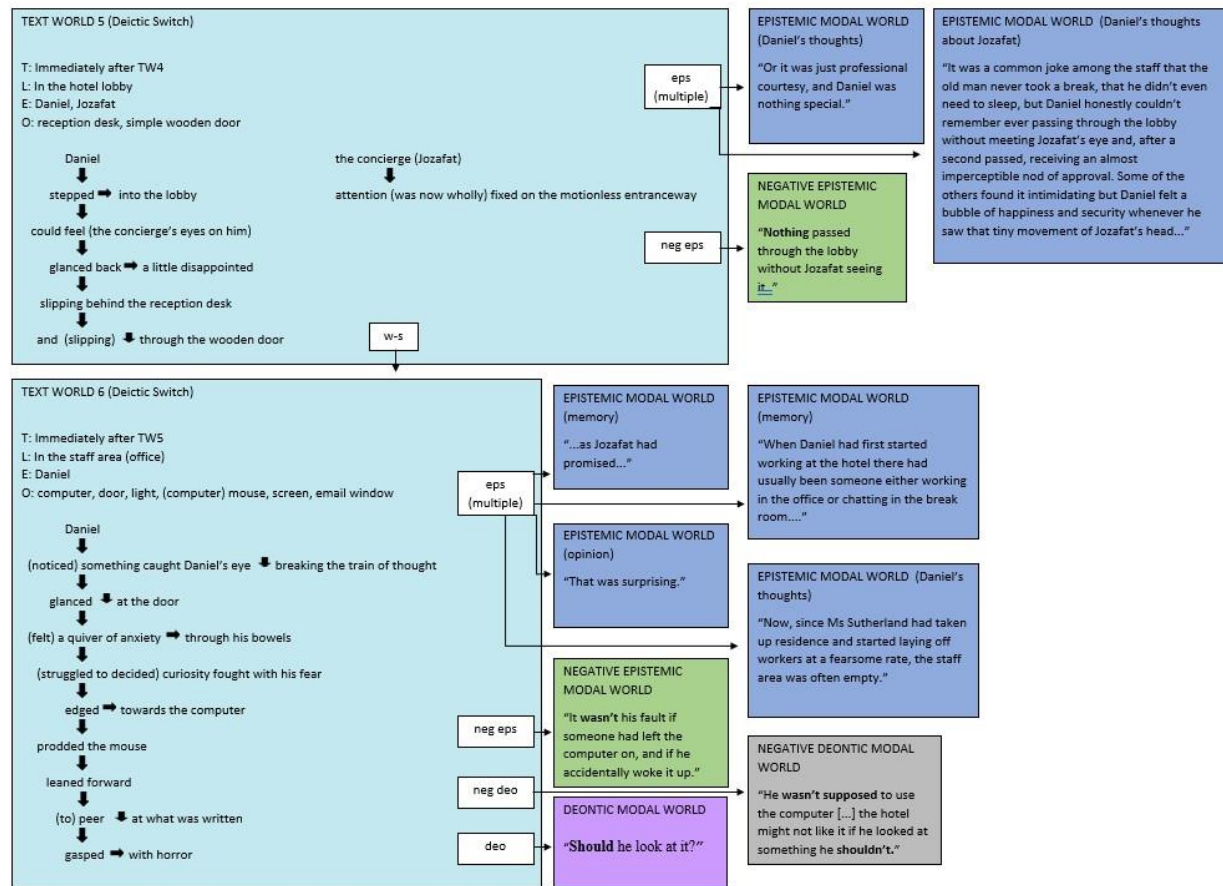 TEXT WORLD 5 (Deictic Switch)
T: Immediately after TW4
L: In the hotel lobby
E: Daniel, Jozafat
O: reception desk, simple wooden door
Daniel
stepped ➡ into the lobby
could feel (the concierge's eyes on him)
glanced back ➡ a little disappointed
slipping behind the reception desk
and (slipping) ⬇ through the wooden door
the concierge (Jozafat)
attention (was now wholly) fixed on the motionless entranceway
eps
(multiple)
neg eps
w-s
EPISTEMIC MODAL WORLD
(Daniel's thoughts)
"Or it was just professional
courtesy, and Daniel was
nothing special."
EPISTEMIC MODAL WORLD (Daniel's
thoughts about Jozafat)
"It was a common joke among the staff that the
old man never took a break, that he didn't even
need to sleep, but Daniel honestly couldn't
remember ever passing through the lobby
without meeting Jozafat's eye and, after a
second passed, receiving an almost
imperceptible nod of approval. Some of the
others found it intimidating but Daniel felt a
bubble of happiness and security whenever he
saw that tiny movement of Jozafat's head..."
NEGATIVE EPISTEMIC
MODAL WORLD
"Nothing passed
through the lobby
without Jozafat seeing
it..."
TEXT WORLD 6 (Deictic Switch)
T: Immediately after TW5
L: In the staff area (office)
E: Daniel
O: computer, door, light, (computer) mouse, screen, email window
Daniel
(noticed) something caught Daniel's eye ⬇ breaking the train of thought
glanced ⬇ at the door
(felt) a quiver of anxiety ➡ through his bowels
(struggled to decided) curiosity fought with his fear
edged ➡ towards the computer
prodded the mouse
leaned forward
(to) peer ⬇ at what was written
gasped ➡ with horror
eps
(multiple)
neg eps
neg deo
deo
EPISTEMIC MODAL WORLD
(memory)
"...as Jozafat had
promised..."
EPISTEMIC MODAL WORLD
(memory)
"When Daniel had first started
working at the hotel there had
usually been someone either working
in the office or chatting in the break
room...."
EPISTEMIC MODAL WORLD
(opinion)
"That was surprising."
EPISTEMIC MODAL WORLD (Daniel's
thoughts)
"Now, since Ms Sutherland had taken
up residence and started laying off
workers at a fearsome rate, the staff
area was often empty."
NEGATIVE EPISTEMIC
MODAL WORLD
"It wasn't his fault if
someone had left the
computer on, and if he
accidentally woke it up."
NEGATIVE DEONTIC MODAL
WORLD
"He wasn't supposed to use
the computer [...] the hotel
might not like it if he looked at
something he shouldn't."
DEONTIC MODAL WORLD
"Should he look at it?"